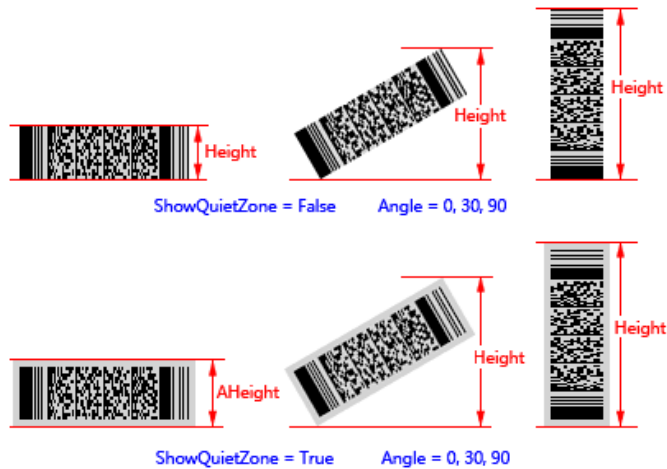 Height
Height
Height
ShowQuietZone = False
Angle = 0, 30, 90
AHeight
Height
Height
ShowQuietZone = True
Angle = 0, 30, 90